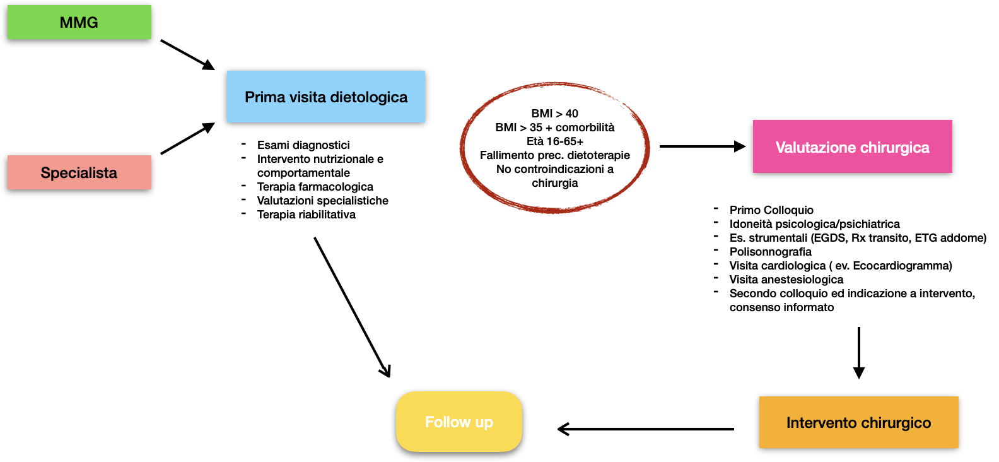 MMG
Specialista
Prima visita dietologica
- Esami diagnostici
- Intervento nutrizionale e
comportamentale
- Terapia farmacologica
- Valutazioni specialistiche
- Terapia riabilitativa
BMI > 40
BMI > 35 + comorbilità
Età 16-65+
Fallimento prec. dietoterapie
No controindicazioni a
chirurgia
Valutazione chirurgica
- Primo Colloquio
- Idoneità psicologica/psichiatrica
- Es. strumentali (EGDS, Rx transito, ETG addome)
- Polisonnografia
- Visita cardiologica ( ev. Ecocardiogramma)
- Visita anestesiologica
- Secondo colloquio ed indicazione a intervento,
consenso informato
Intervento chirurgico
Follow up